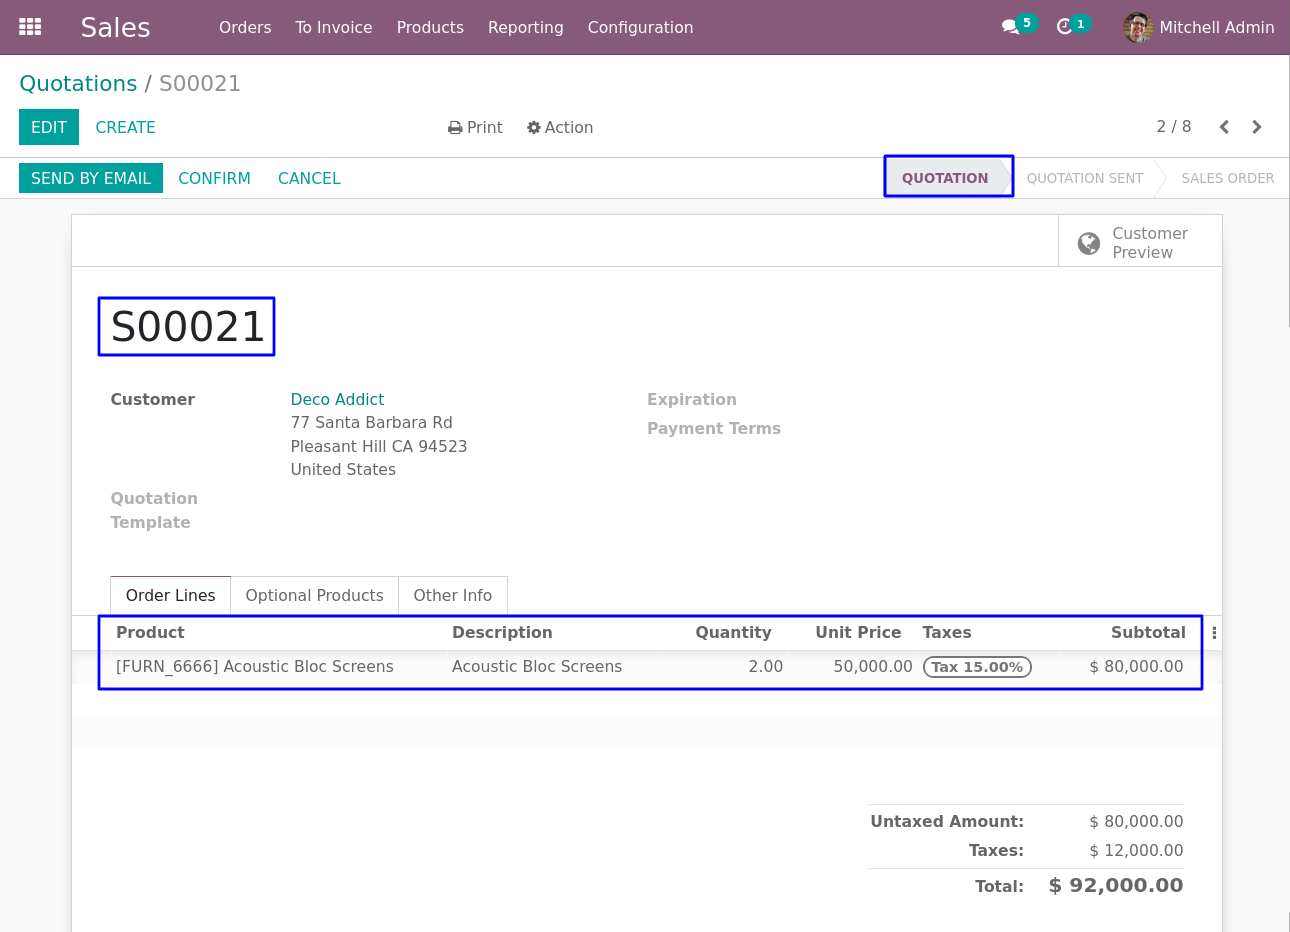 Sales Orders To Invoice Products Reporting Configuration 5 1 Mitchell Admin
Quotations / S00021
EDIT CREATE Print Action 2 / 8
SEND BY EMAIL CONFIRM CANCEL QUOTATION QUOTATION SENT SALES ORDER
Customer
Preview
S00021
Customer Deco Addict Expiration
77 Santa Barbara Rd Payment Terms
Pleasant Hill CA 94523
United States
Quotation
Template
Order Lines Optional Products Other Info
Product Description Quantity Unit Price Taxes Subtotal
[FURN_6666] Acoustic Bloc Screens Acoustic Bloc Screens 2.00 50,000.00 Tax 15.00% $ 80,000.00
Untaxed Amount: $ 80,000.00
Taxes: $ 12,000.00
Total: $ 92,000.00